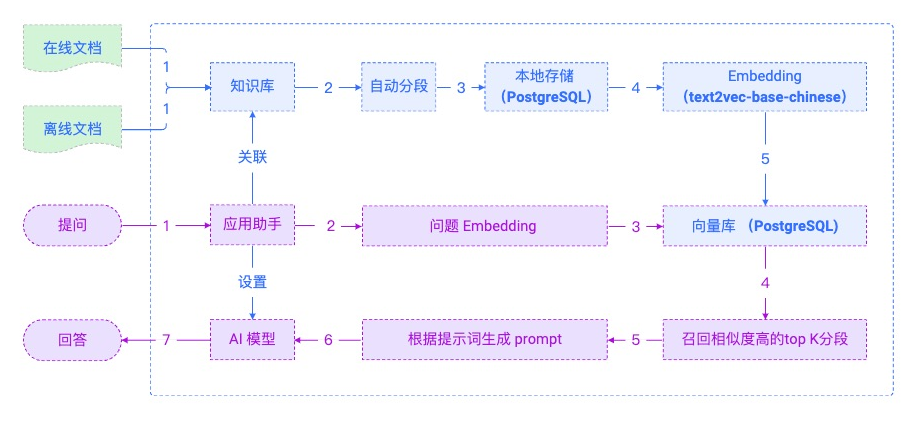 在线文档
1
知识库
2
自动分段
3
本地存储
（PostgreSQL）
4
Embedding
（text2vec-base-chinese）
1
离线文档
关联
5
提问
1
应用助手
2
问题 Embedding
3
向量库 （PostgreSQL)
设置
4
回答
7
AI 模型
6
根据提示词生成 prompt
5
召回相似度高的top K分段